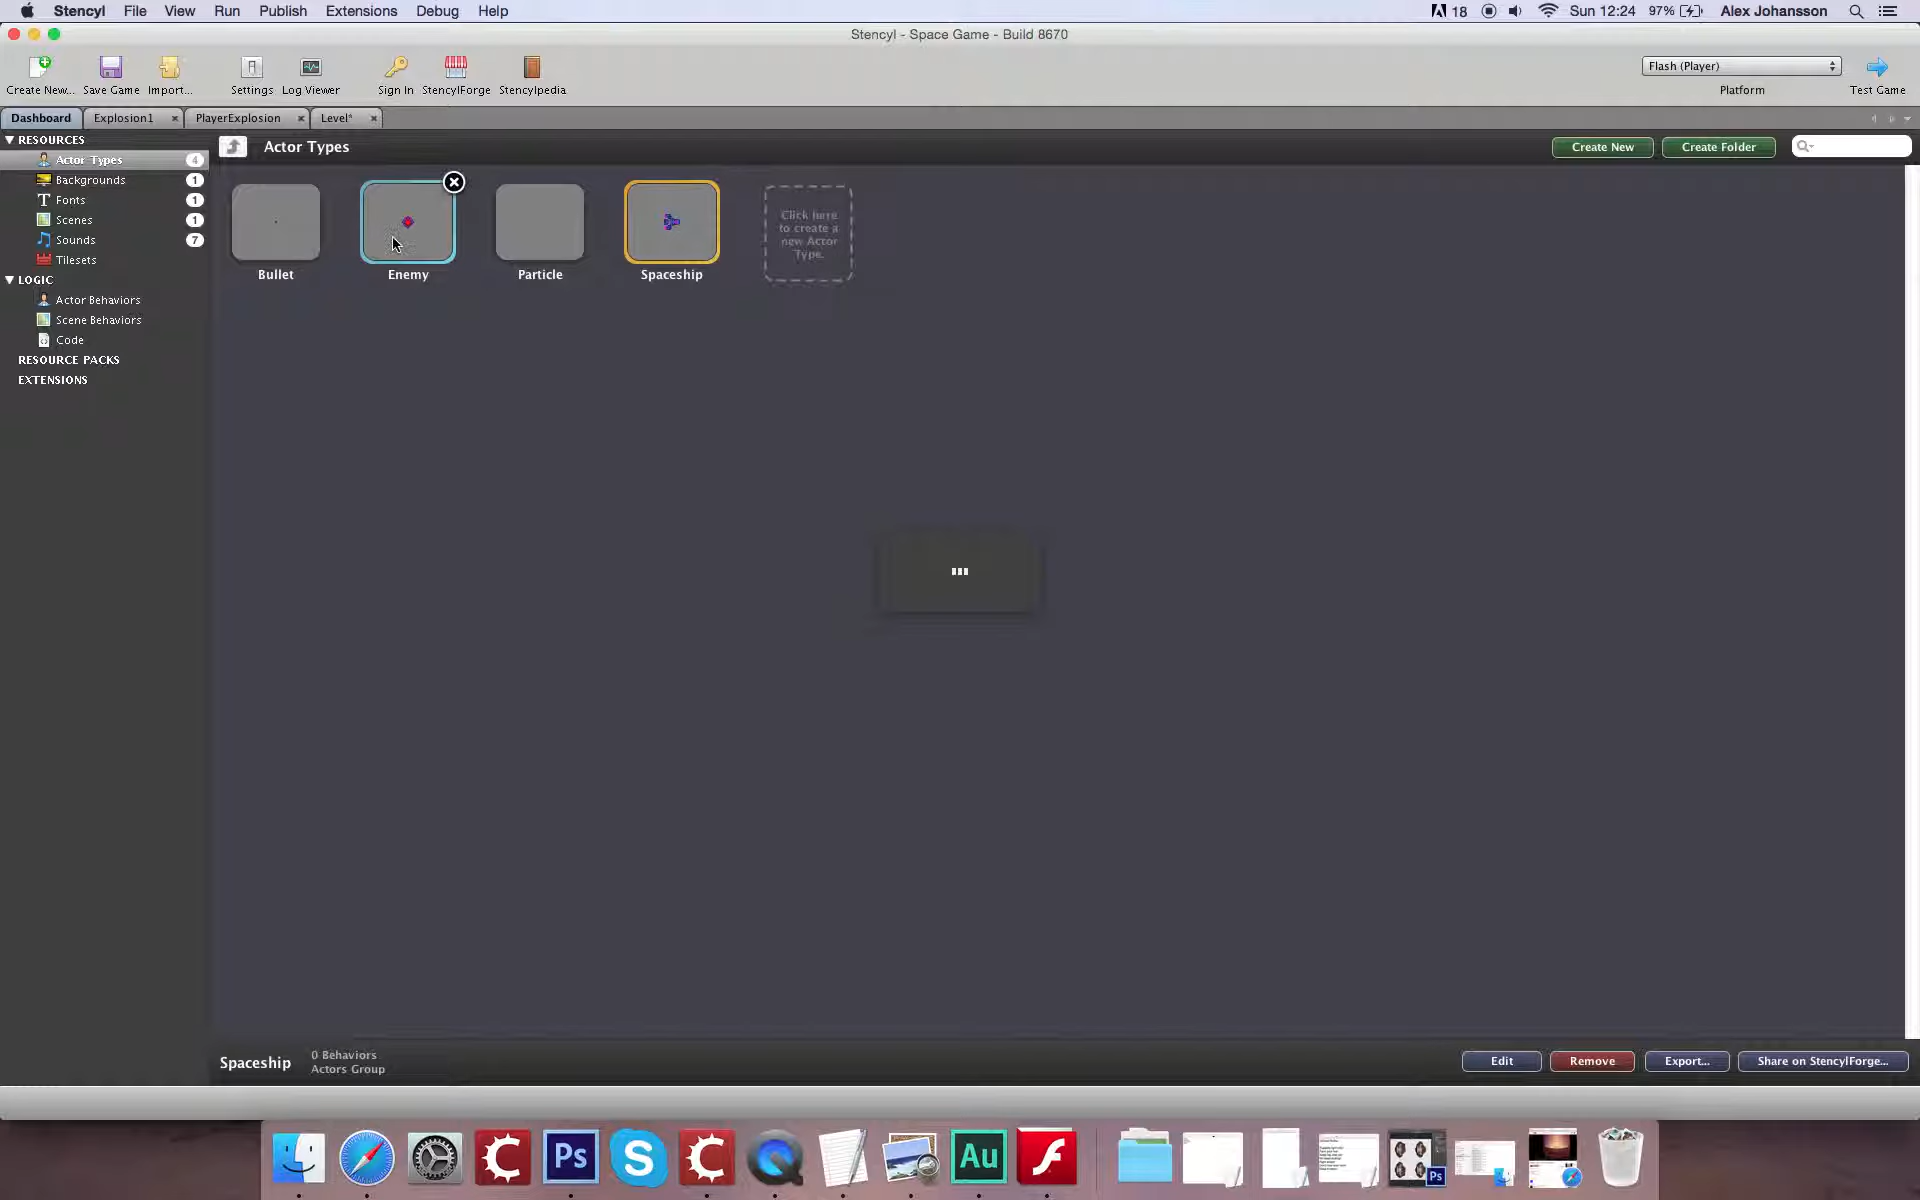 Stencyl File View Run Publish Extensions Debug Help 18 Sun 12:24 97% Alex Johansson
Stencyl - Space Game - Build 8670
Create New... Save Game Import... Settings Log Viewer Sign In StencylForge Stencylpedia Flash (Player) Platform Test Game
Dashboard Explosion1 PlayerExplosion Level*
RESOURCES
Actor Types 4
Backgrounds 1
Fonts 1
Scenes 1
Sounds 7
Tilesets
LOGIC
Actor Behaviors
Scene Behaviors
Code
RESOURCE PACKS
EXTENSIONS
Actor Types Create New Create Folder
Bullet Enemy Particle Spaceship
Click here
to create a
new Actor
Type.
Spaceship
0 Behaviors
Actors Group
Edit Remove Export... Share on StencylForge...
Ps S Au
Ps